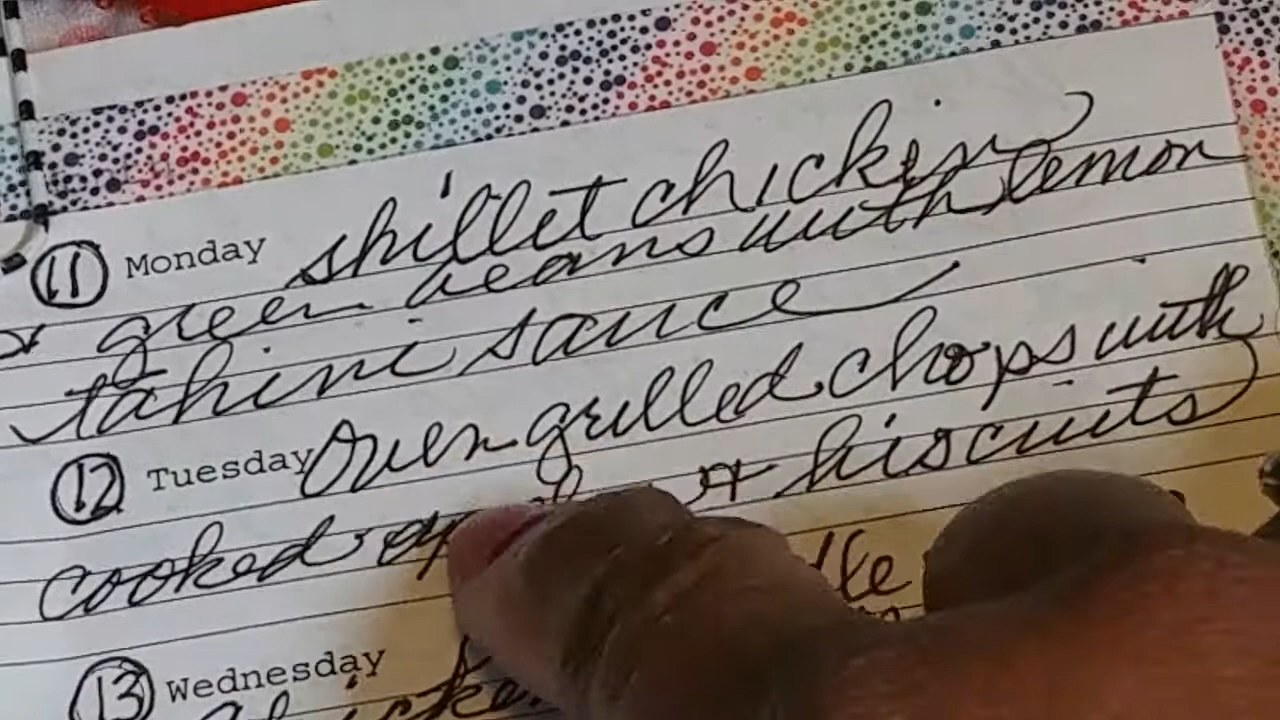 11 Monday skillet chicken
green beans with lemon
tahini sauce
12 Tuesday Oven grilled chops with
cooked & biscuits
13 Wednesday